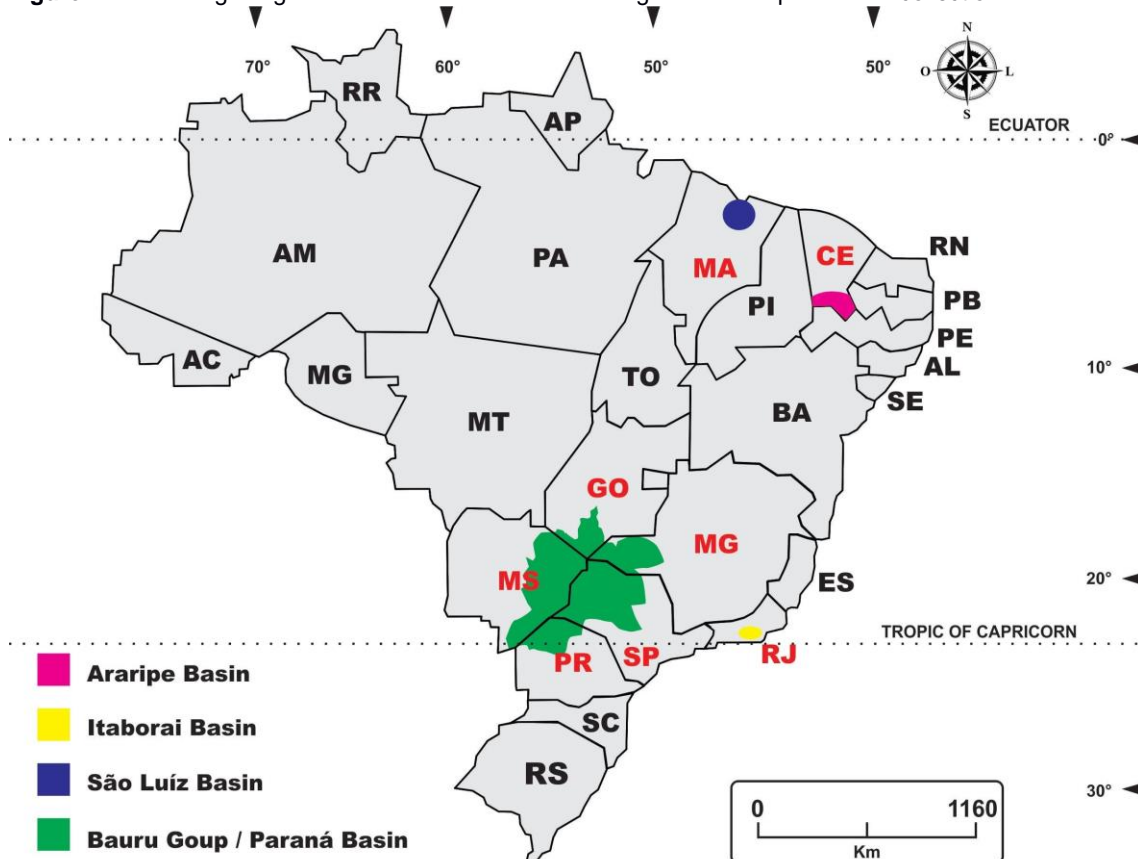 70° 60° 50° 50°
N
O L
S
RR
AP
ECUATOR
0°
AM
PA
MA
CE
RN
PI
PB
PE
AC
MG
TO
AL
10°
MT
BA
SE
GO
MG
MS
ES
20°
TROPIC OF CAPRICORN
PR
SP
RJ
Araripe Basin
Itaborai Basin
SC
São Luíz Basin
RS
30°
0 1160
Km
Bauru Goup / Paraná Basin